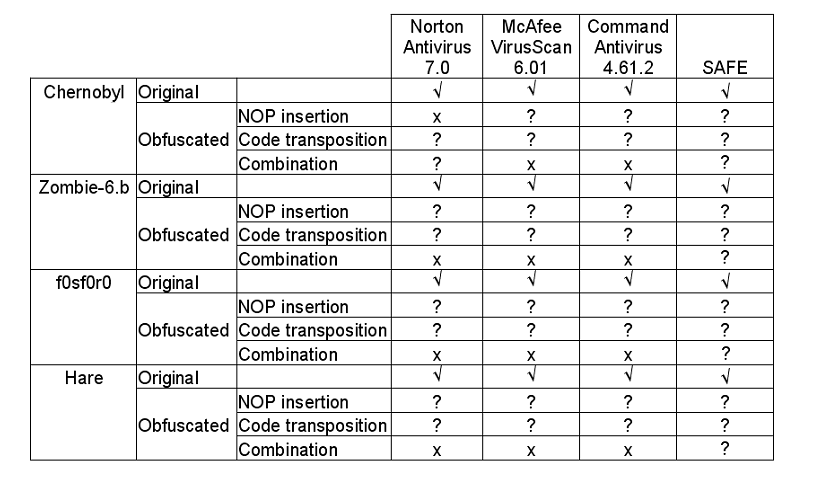 Norton Antivirus 7.0 McAfee VirusScan 6.01 Command Antivirus 4.61.2 SAFE
Chernobyl Original √ √ √ √
Obfuscated NOP insertion x ? ? ?
Code transposition ? ? ? ?
Combination ? x x ?
Zombie-6.b Original √ √ √ √
Obfuscated NOP insertion ? ? ? ?
Code transposition ? ? ? ?
Combination x x x ?
f0sf0r0 Original √ √ √ √
Obfuscated NOP insertion ? ? ? ?
Code transposition ? ? ? ?
Combination x x x ?
Hare Original √ √ √ √
Obfuscated NOP insertion ? ? ? ?
Code transposition ? ? ? ?
Combination x x x ?